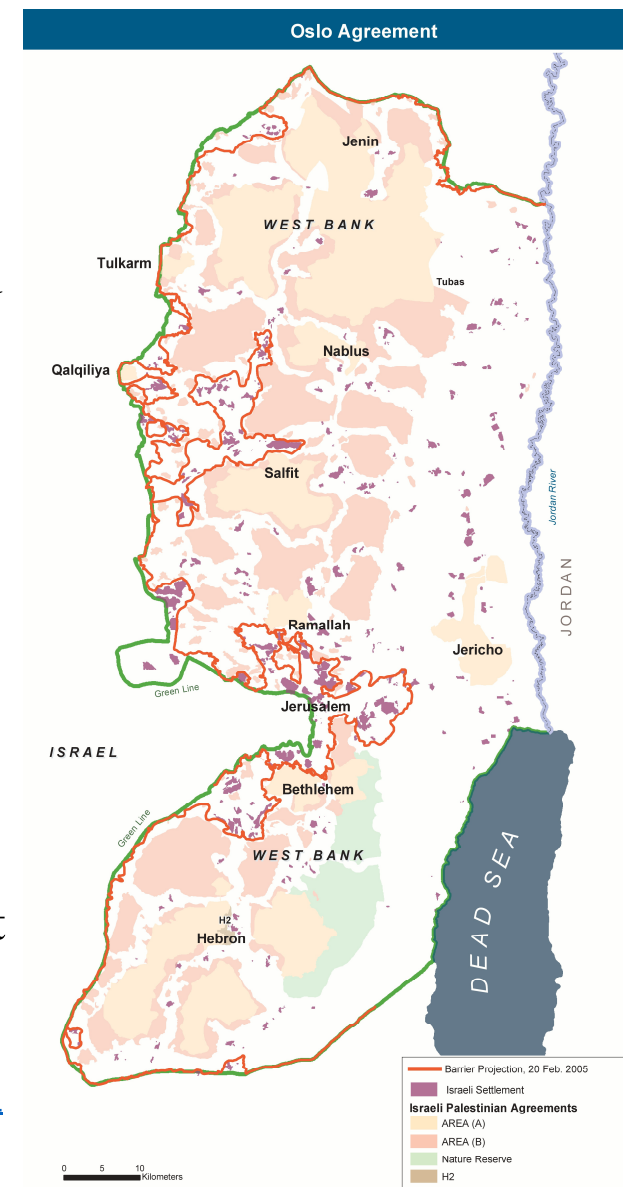 Oslo Agreement
Jenin
WEST BANK
Tulkarm
Tubas
Nablus
Qalqiliya
Salfit
Jordan River
JORDAN
Ramallah
Jericho
Green Line
Jerusalem
ISRAEL
Bethlehem
Green Line
WEST BANK
DEAD SEA
H2
Hebron
Barrier Projection, 20 Feb. 2005
Israeli Settlement
Israeli Palestinian Agreements
AREA (A)
AREA (B)
Nature Reserve
H2
0 5 10
Kilometers